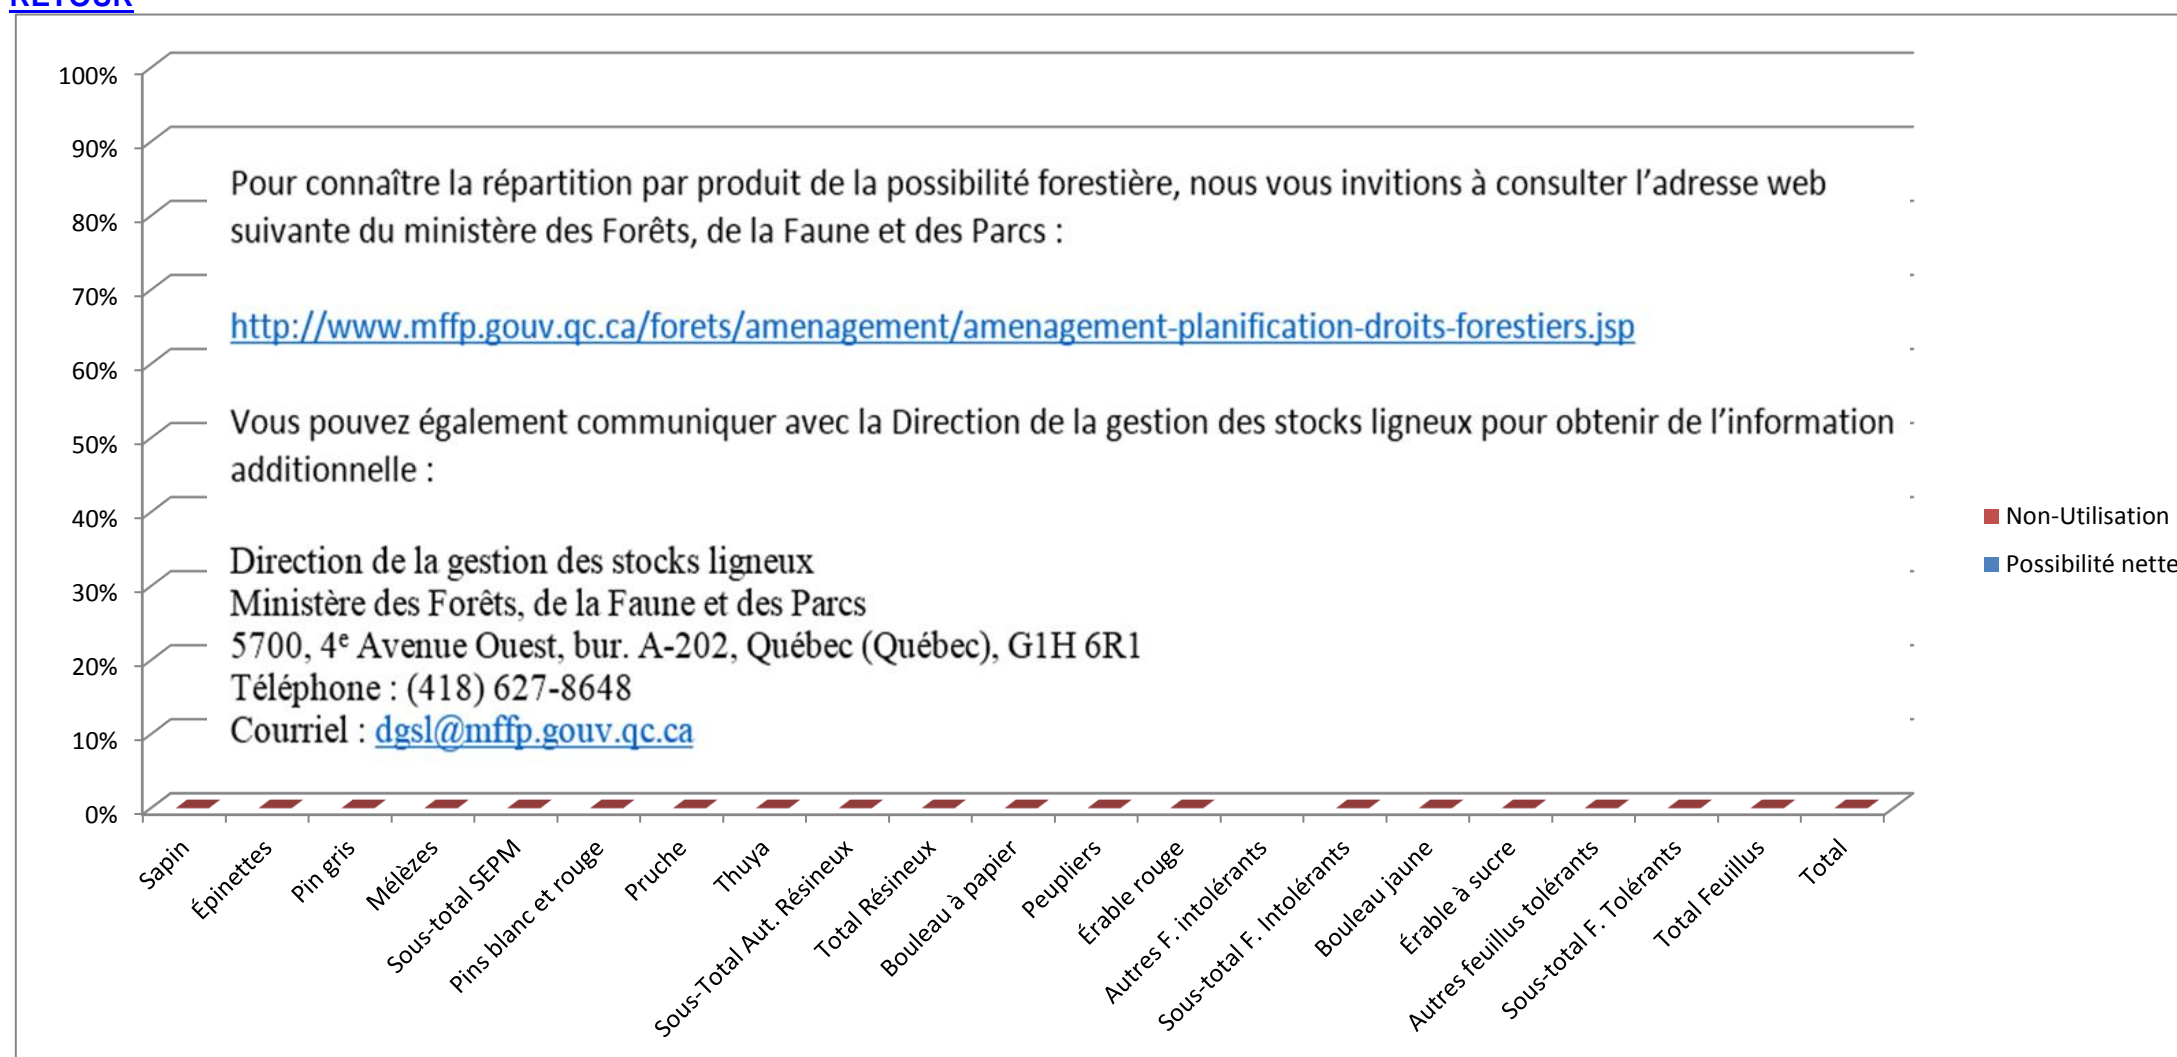 RETOUR
100%
90%
80%
70%
60%
50%
40%
30%
20%
10%
0%
Pour connaître la répartition par produit de la possibilité forestière, nous vous invitions à consulter l’adresse web
suivante du ministère des Forêts, de la Faune et des Parcs :
http://www.mffp.gouv.qc.ca/forets/amenagement/amenagement-planification-droits-forestiers.jsp
Vous pouvez également communiquer avec la Direction de la gestion des stocks ligneux pour obtenir de l’information
additionnelle :
Direction de la gestion des stocks ligneux
Ministère des Forêts, de la Faune et des Parcs
5700, 4e Avenue Ouest, bur. A-202, Québec (Québec), G1H 6R1
Téléphone : (418) 627-8648
Courriel : dgsl@mffp.gouv.qc.ca
Non-Utilisation
Possibilité nette
Sapin
Épinettes
Pin gris
Mélèzes
Sous-total SEPM
Pins blanc et rouge
Pruche
Thuya
Sous-Total Aut. Résineux
Total Résineux
Bouleau à papier
Peupliers
Érable rouge
Autres F. intolérants
Sous-total F. Intolérants
Bouleau jaune
Érable à sucre
Autres feuillus tolérants
Sous-total F. Tolérants
Total Feuillus
Total